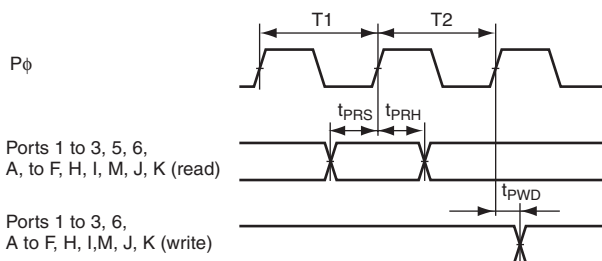 T1 T2
Pϕ
tPRS tPRH
Ports 1 to 3, 5, 6,
A, to F, H, I, M, J, K (read)
tPWD
Ports 1 to 3, 6,
A to F, H, I,M, J, K (write)